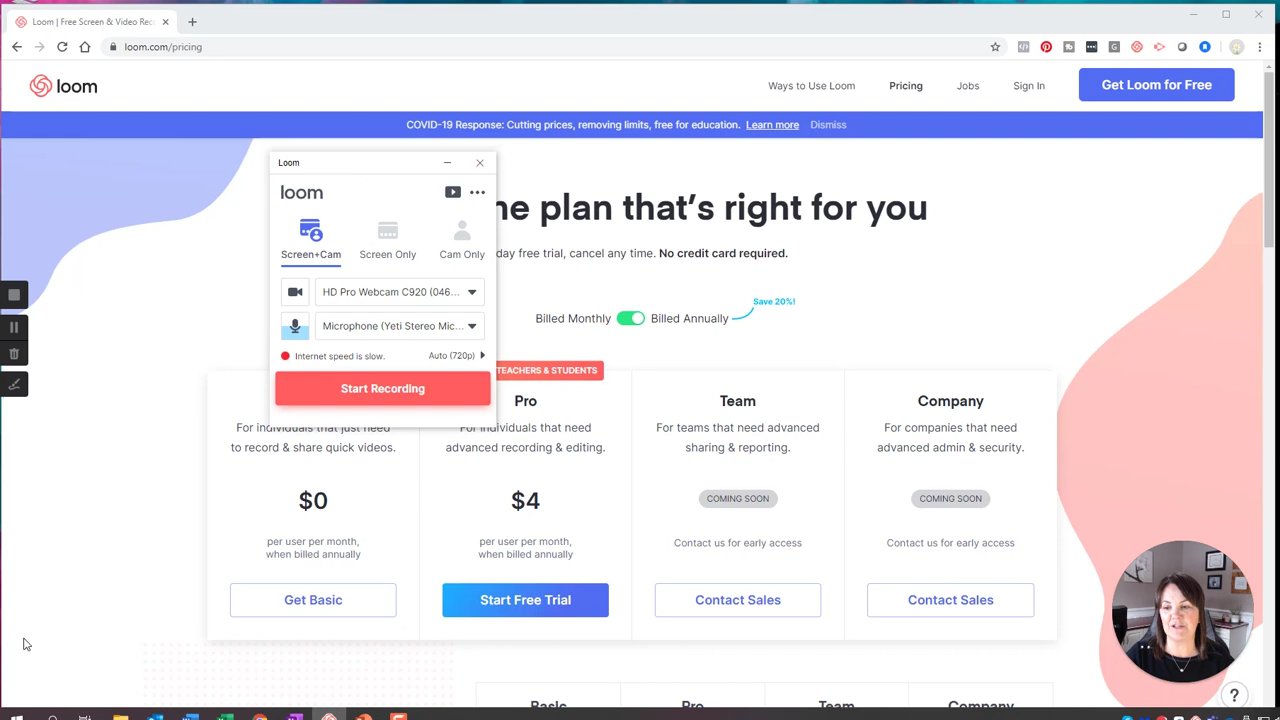 Loom | Free Screen & Video Rec
loom.com/pricing
loom
Ways to Use Loom
Pricing
Jobs
Sign In
Get Loom for Free
COVID-19 Response: Cutting prices, removing limits, free for education. Learn more Dismiss
Loom
loom
Screen+Cam
Screen Only
Cam Only
HD Pro Webcam C920 (046...
Microphone (Yeti Stereo Mic...
Internet speed is slow.
Auto (720p)
Start Recording
plan that's right for you
free trial, cancel any time. No credit card required.
Save 20%!
Billed Monthly
Billed Annually
TEACHERS & STUDENTS
Pro
Team
Company
For individuals that just need
to record & share quick videos.
For individuals that need
advanced recording & editing.
For teams that need advanced
sharing & reporting.
For companies that need
advanced admin & security.
$0
$4
COMING SOON
COMING SOON
per user per month,
when billed annually
per user per month,
when billed annually
Contact us for early access
Contact us for early access
Get Basic
Start Free Trial
Contact Sales
Contact Sales
?
Basic
Pro
Team
Company